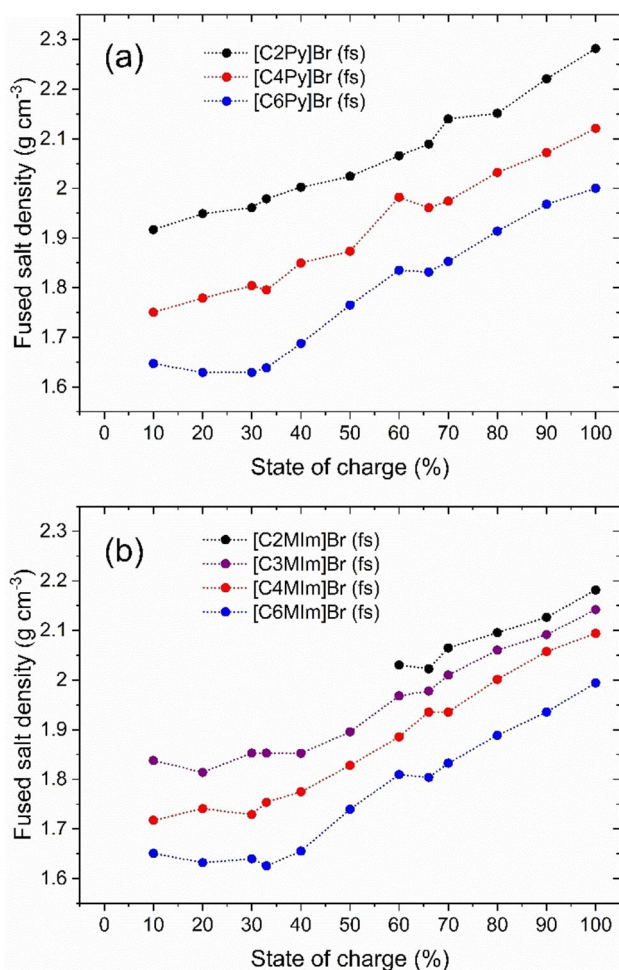 (a)
[C2Py]Br (fs)
[C4Py]Br (fs)
[C6Py]Br (fs)
Fused salt density (g cm⁻³)
2.3
2.2
2.1
2
1.9
1.8
1.7
1.6
0 10 20 30 40 50 60 70 80 90 100
State of charge (%)
(b)
[C2MIm]Br (fs)
[C3MIm]Br (fs)
[C4MIm]Br (fs)
[C6MIm]Br (fs)
Fused salt density (g cm⁻³)
2.3
2.2
2.1
2
1.9
1.8
1.7
1.6
0 10 20 30 40 50 60 70 80 90 100
State of charge (%)